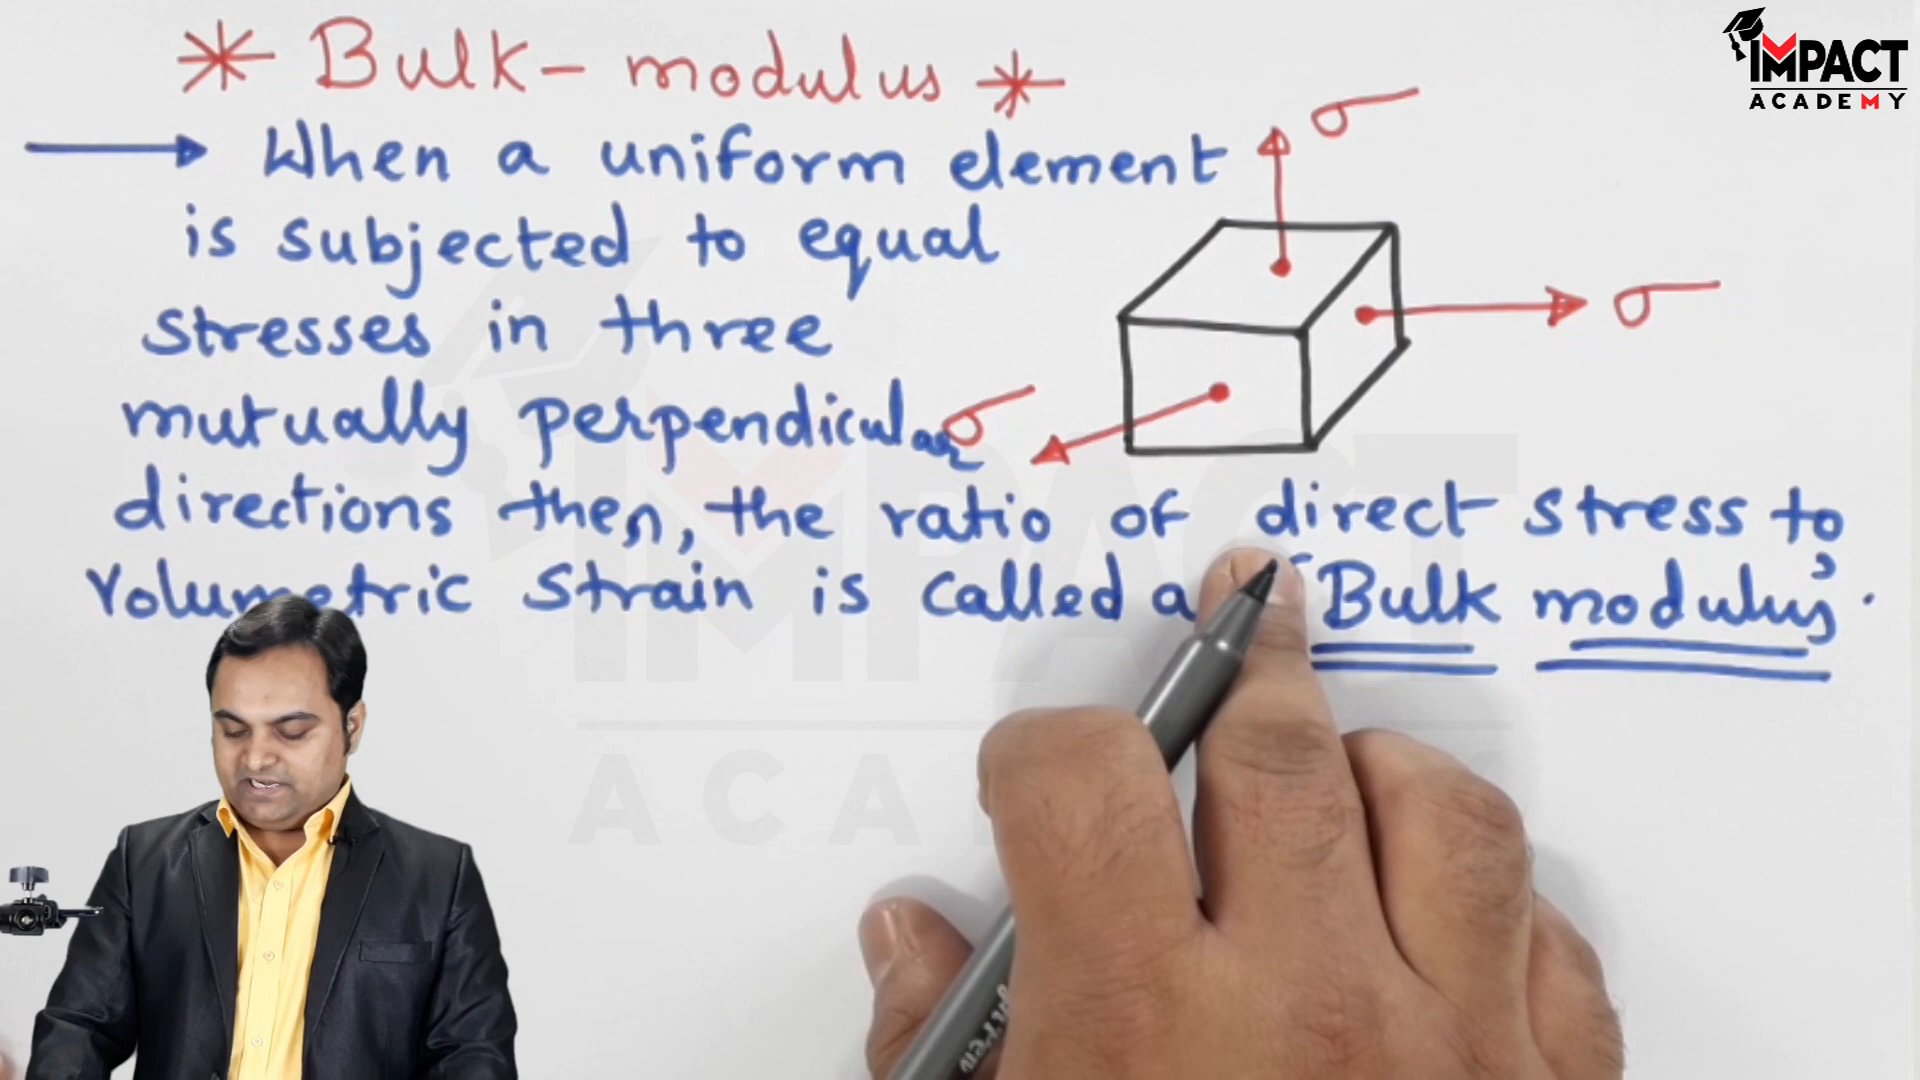 * Bulk-modulus *
IMPACT
ACADEMY
→ When a uniform element
is subjected to equal
stresses in three
mutually perpendicular
directions then, the ratio of direct stress to
Volumetric Strain is called as 'Bulk modulus'.
σ
σ
σ
IMPACT